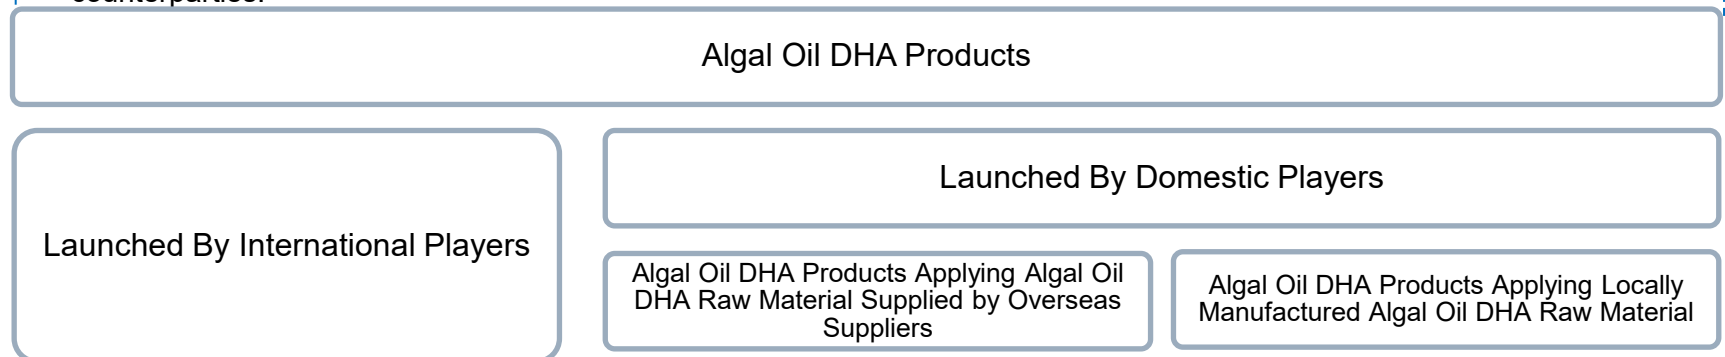 counterparties.
Algal Oil DHA Products
Launched By International Players
Launched By Domestic Players
Algal Oil DHA Products Applying Algal Oil
DHA Raw Material Supplied by Overseas
Suppliers
Algal Oil DHA Products Applying Locally
Manufactured Algal Oil DHA Raw Material